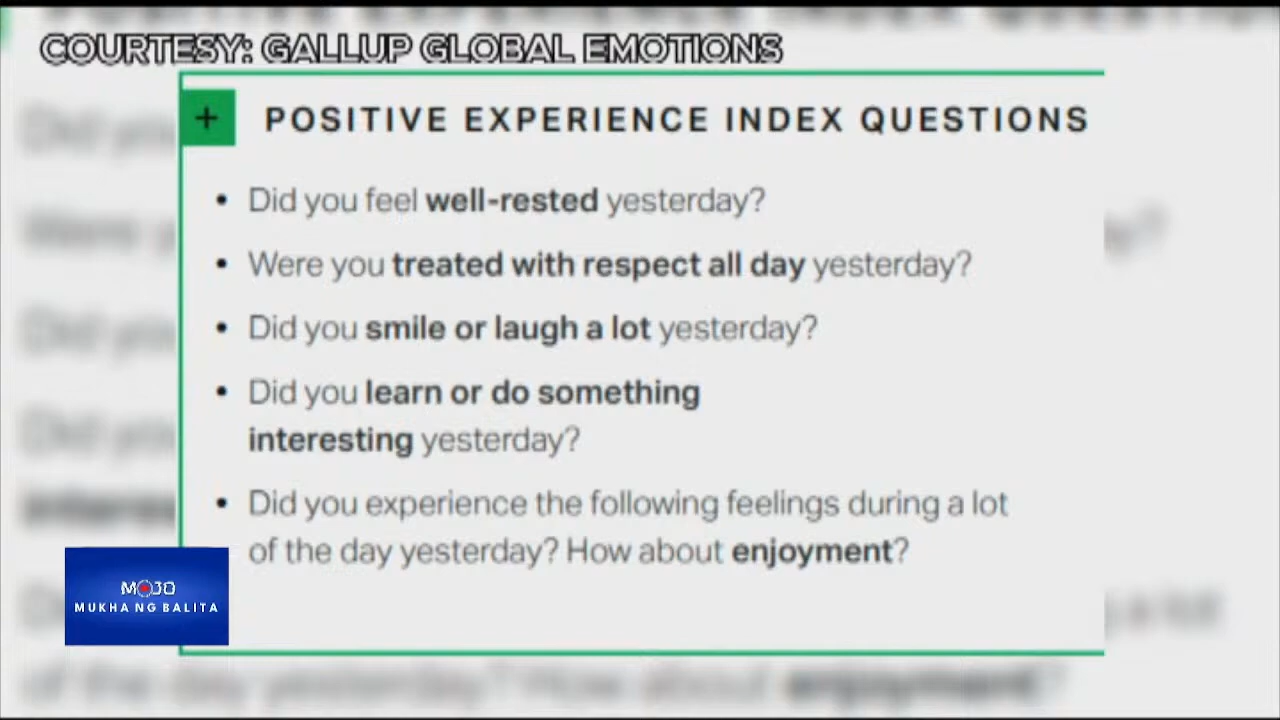 COURTESY: GALLUP GLOBAL EMOTIONS
+ POSITIVE EXPERIENCE INDEX QUESTIONS
• Did you feel well-rested yesterday?
• Were you treated with respect all day yesterday?
• Did you smile or laugh a lot yesterday?
• Did you learn or do something
interesting yesterday?
• Did you experience the following feelings during a lot
of the day yesterday? How about enjoyment?
MOJO
MUKHA NG BALITA